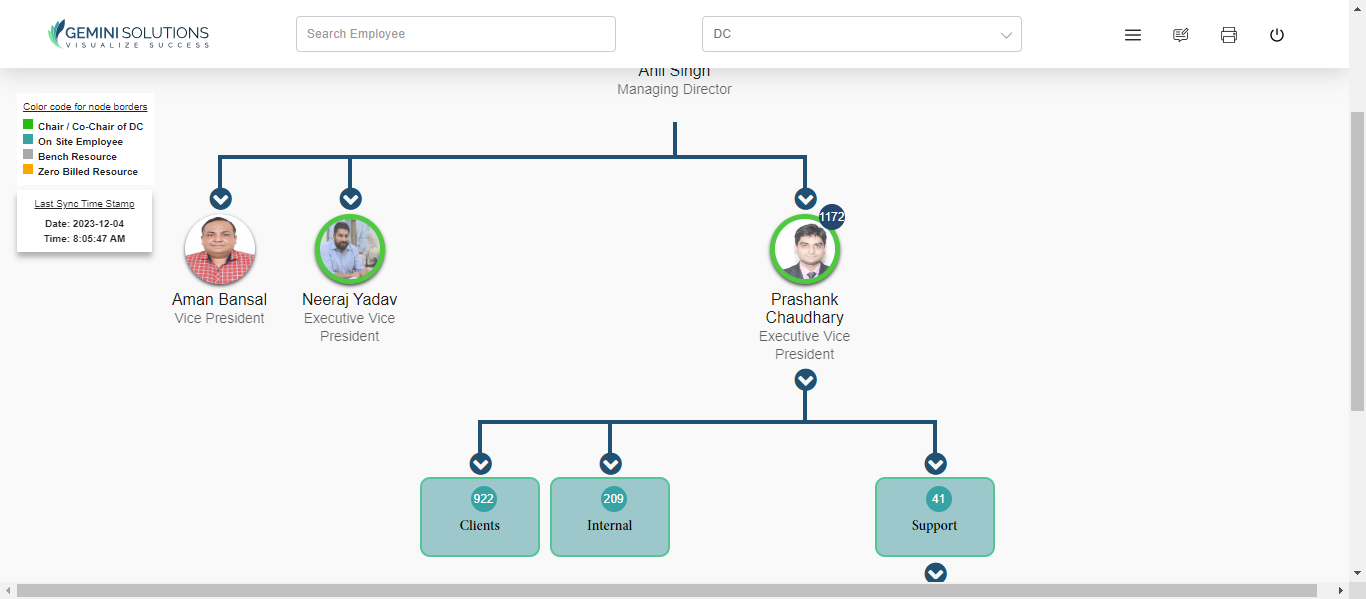 GEMINI SOLUTIONS
VISUALIZE SUCCESS
Search Employee
DC
Anil Singh
Managing Director
Color code for node borders
Chair / Co-Chair of DC
On Site Employee
Bench Resource
Zero Billed Resource
Last Sync Time Stamp
Date: 2023-12-04
Time: 8:05:47 AM
Aman Bansal
Vice President
Neeraj Yadav
Executive Vice
President
1172
Prashank
Chaudhary
Executive Vice
President
922
Clients
209
Internal
41
Support